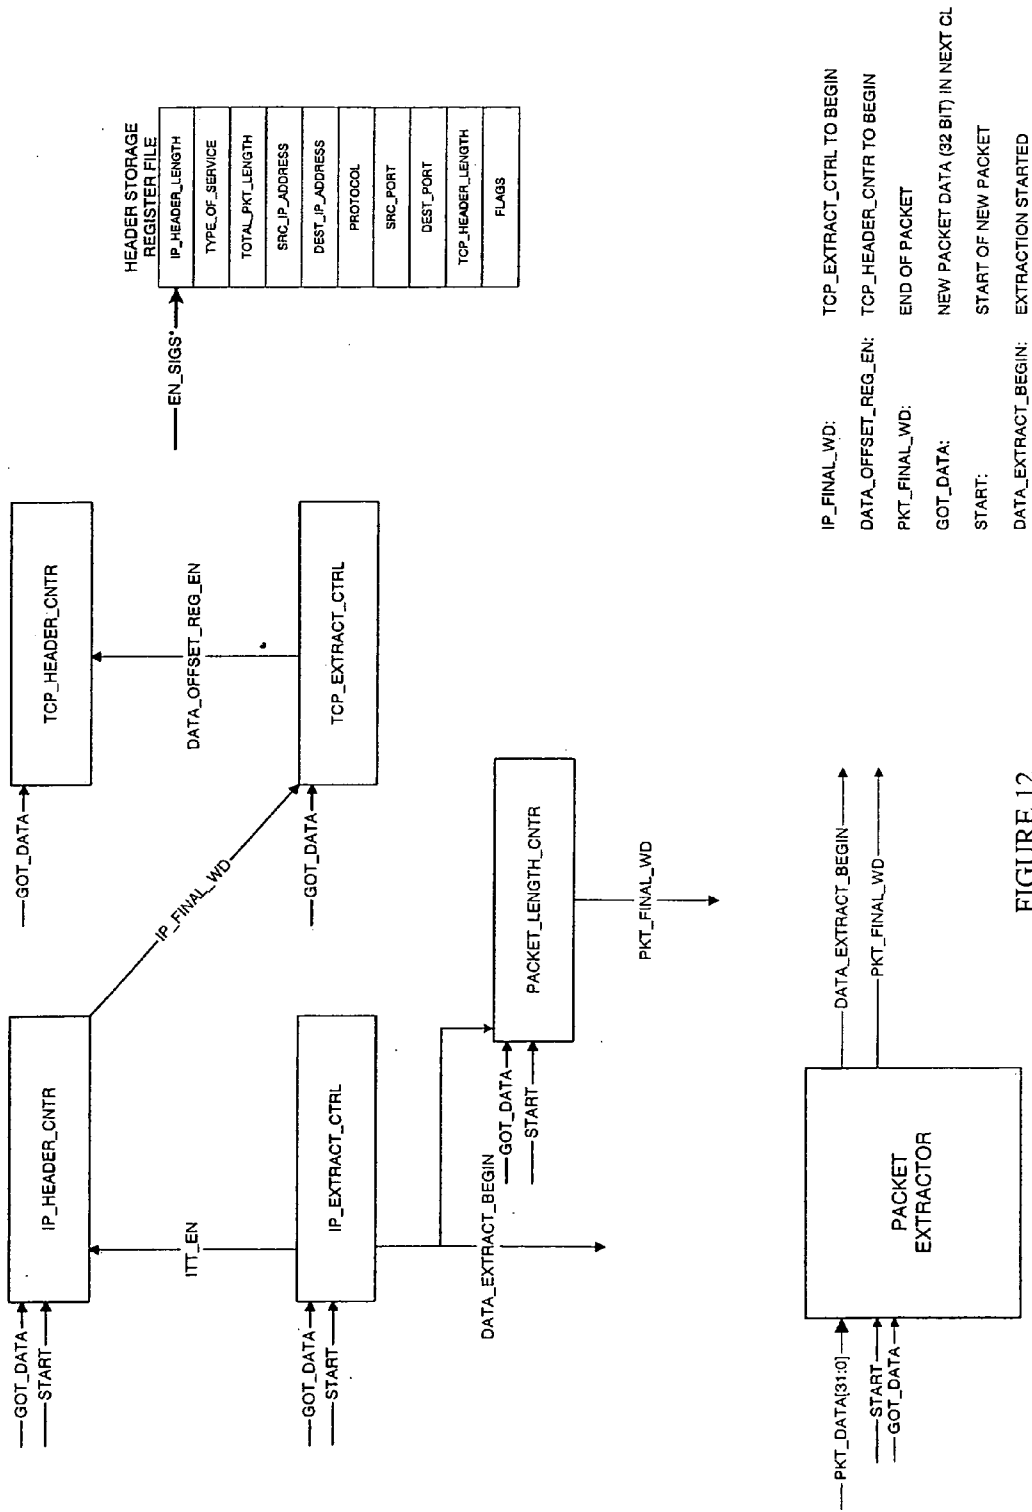 GOT_DATA
START
IP_HEADER_CNTR
ITT_EN
GOT_DATA
START
IP_EXTRACT_CTRL
DATA_EXTRACT_BEGIN
IP_FINAL_WD
GOT_DATA
TCP_HEADER_CNTR
DATA_OFFSET_REG_EN
GOT_DATA
TCP_EXTRACT_CTRL
GOT_DATA
START
PACKET_LENGTH_CNTR
PKT_FINAL_WD
EN_SIGS*
HEADER STORAGE
REGISTER FILE
IP_HEADER_LENGTH
TYPE_OF_SERVICE
TOTAL_PKT_LENGTH
SRC_IP_ADDRESS
DEST_IP_ADDRESS
PROTOCOL
SRC_PORT
DEST_PORT
TCP_HEADER_LENGTH
FLAGS
PKT_DATA[31:0]
START
GOT_DATA
PACKET
EXTRACTOR
DATA_EXTRACT_BEGIN
PKT_FINAL_WD
IP_FINAL_WD: TCP_EXTRACT_CTRL TO BEGIN
DATA_OFFSET_REG_EN: TCP_HEADER_CNTR TO BEGIN
PKT_FINAL_WD: END OF PACKET
GOT_DATA: NEW PACKET DATA (32 BIT) IN NEXT CL
START: START OF NEW PACKET
DATA_EXTRACT_BEGIN: EXTRACTION STARTED
FIGURE 12